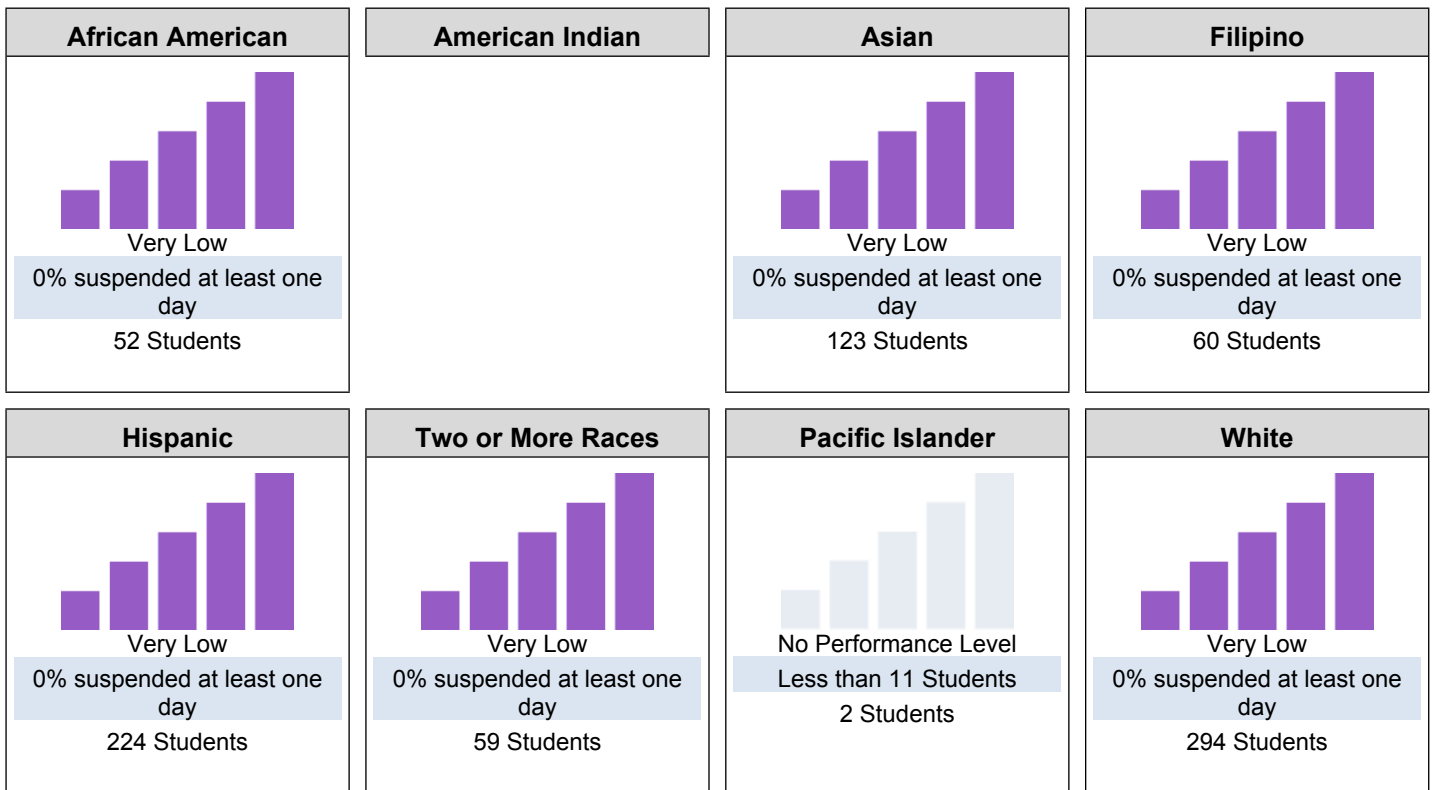 African American
American Indian
Asian
Filipino
Very Low
0% suspended at least one
day
52 Students
Very Low
0% suspended at least one
day
123 Students
Very Low
0% suspended at least one
day
60 Students
Hispanic
Two or More Races
Pacific Islander
White
Very Low
0% suspended at least one
day
224 Students
Very Low
0% suspended at least one
day
59 Students
No Performance Level
Less than 11 Students
2 Students
Very Low
0% suspended at least one
day
294 Students